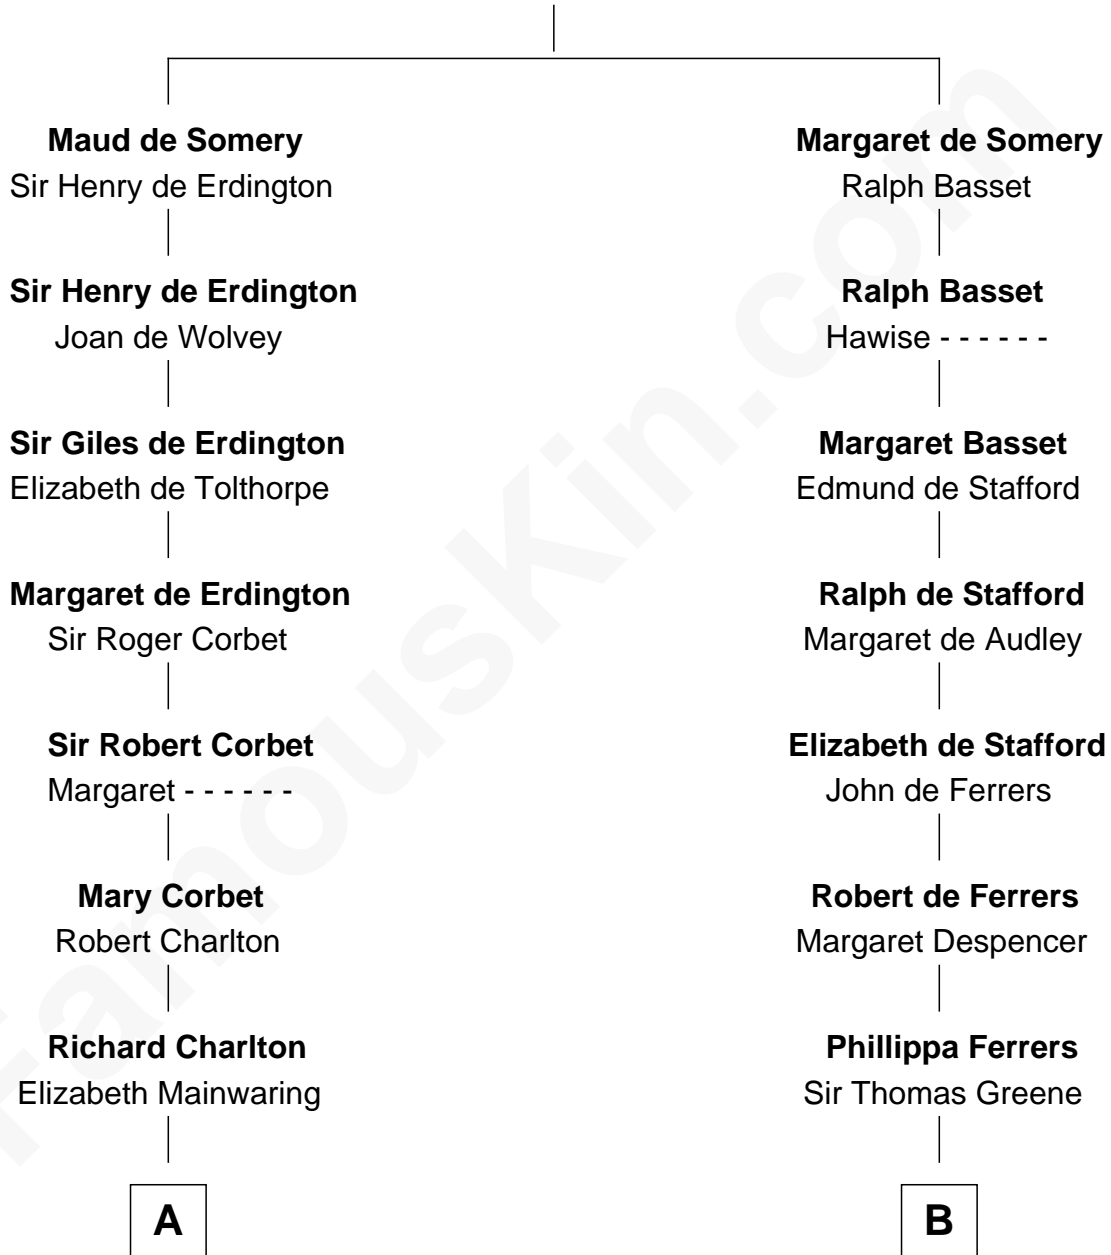 Maud de Somery
Sir Henry de Erdington
Sir Henry de Erdington
Joan de Wolvey
Sir Giles de Erdington
Elizabeth de Tolthorpe
Margaret de Erdington
Sir Roger Corbet
Sir Robert Corbet
Margaret - - - - - -
Mary Corbet
Robert Charlton
Richard Charlton
Elizabeth Mainwaring
A
Margaret de Somery
Ralph Basset
Ralph Basset
Hawise - - - - - -
Margaret Basset
Edmund de Stafford
Ralph de Stafford
Margaret de Audley
Elizabeth de Stafford
John de Ferrers
Robert de Ferrers
Margaret Despencer
Phillippa Ferrers
Sir Thomas Greene
B
FamousKin.com